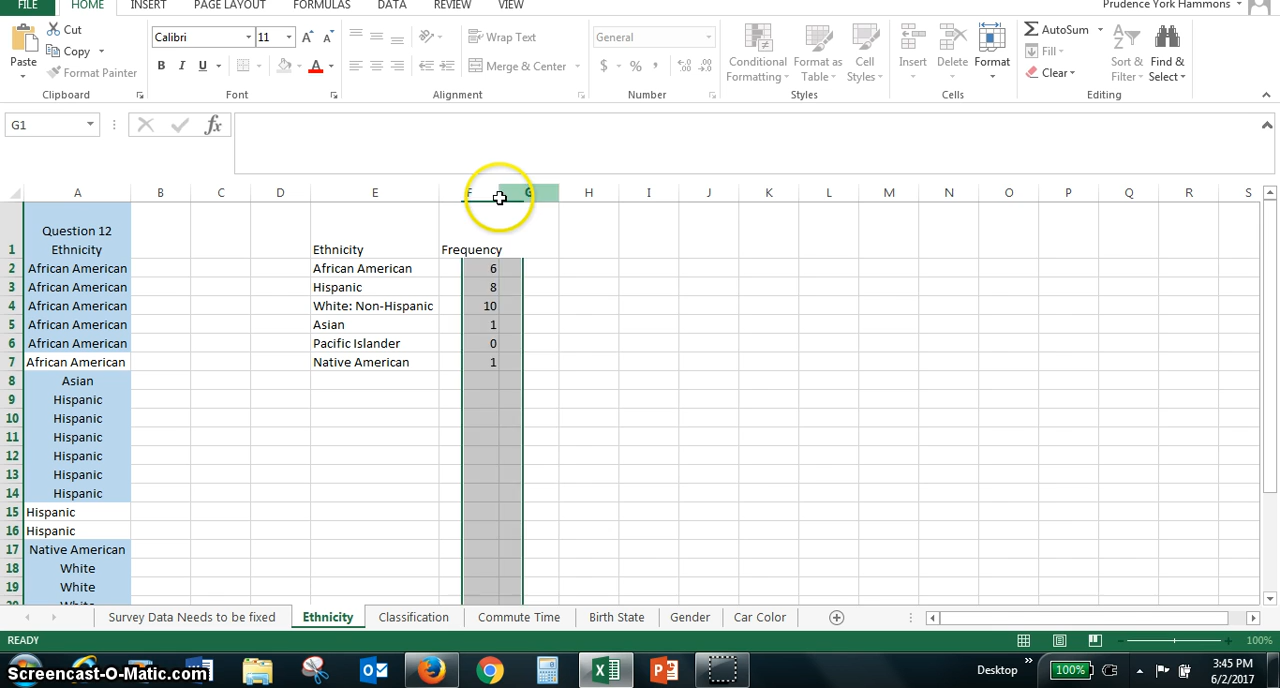 FILE HOME INSERT PAGE LAYOUT FORMULAS DATA REVIEW VIEW Prudence York Hammons
Paste Cut Copy Format Painter Clipboard
Calibri 11 A A B I U A Font
Wrap Text Merge & Center Alignment
General $ % , Number
Conditional Formatting Format as Table Cell Styles Styles
Insert Delete Format Cells
AutoSum Fill Clear Sort & Filter Find & Select Editing
G1 fx
A B C D E F G H I J K L M N O P Q R S
Question 12
1 Ethnicity Ethnicity Frequency
2 African American African American 6
3 African American Hispanic 8
4 African American White: Non-Hispanic 10
5 African American Asian 1
6 African American Pacific Islander 0
7 African American Native American 1
8 Asian
9 Hispanic
10 Hispanic
11 Hispanic
12 Hispanic
13 Hispanic
14 Hispanic
15 Hispanic
16 Hispanic
17 Native American
18 White
19 White
20 White
Survey Data Needs to be fixed Ethnicity Classification Commute Time Birth State Gender Car Color
READY 100%
Screencast-O-Matic.com Desktop » 100% 3:45 PM
6/2/2017